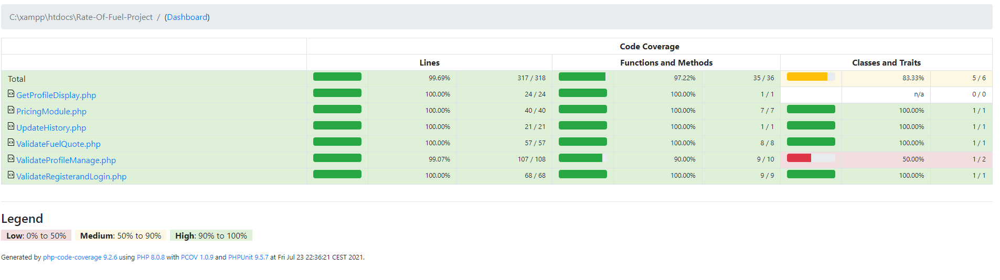 C:\xampp\htdocs\Rate-Of-Fuel-Project / (Dashboard)
Code Coverage
Lines Functions and Methods Classes and Traits
Total 99.69% 317 / 318 97.22% 35 / 36 83.33% 5 / 6
GetProfileDisplay.php 100.00% 24 / 24 100.00% 1 / 1 n/a 0 / 0
PricingModule.php 100.00% 40 / 40 100.00% 7 / 7 100.00% 1 / 1
UpdateHistory.php 100.00% 21 / 21 100.00% 1 / 1 100.00% 1 / 1
ValidateFuelQuote.php 100.00% 57 / 57 100.00% 8 / 8 100.00% 1 / 1
ValidateProfileManage.php 99.07% 107 / 108 90.00% 9 / 10 50.00% 1 / 2
ValidateRegisterandLogin.php 100.00% 68 / 68 100.00% 9 / 9 100.00% 1 / 1
Legend
Low: 0% to 50% Medium: 50% to 90% High: 90% to 100%
Generated by php-code-coverage 9.2.6 using PHP 8.0.8 with PCOV 1.0.9 and PHPUnit 9.5.7 at Fri Jul 23 22:36:21 CEST 2021.